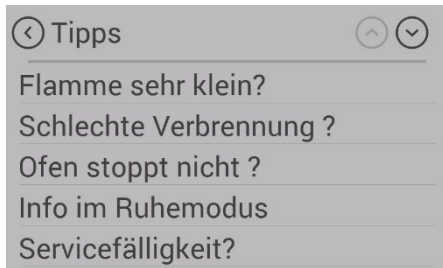 Tipps
Flamme sehr klein?
Schlechte Verbrennung ?
Ofen stoppt nicht ?
Info im Ruhemodus
Servicefälligkeit?